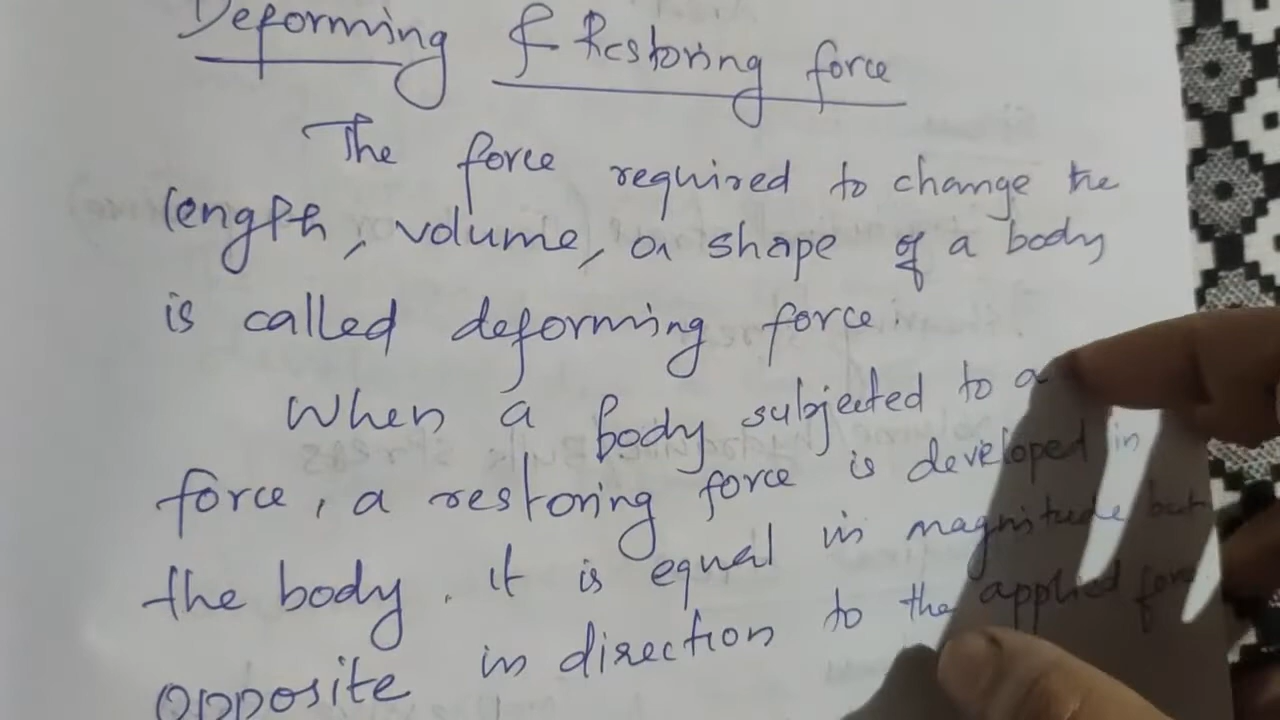 Deforming & Restoring force
The force required to change the
length, volume, or shape of a body
is called deforming force.
When a body subjected to a
force, a restoring force is developed in
the body. it is equal in magnitude but
opposite in direction to the applied